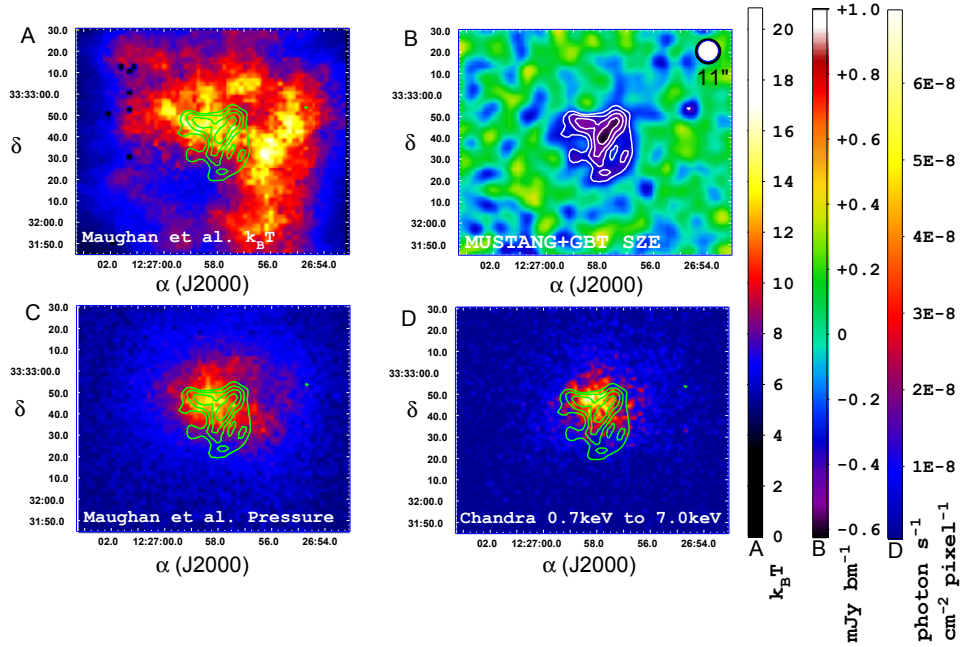 A
30.0
20.0
10.0
33:33:00.0
50.0
40.0
30.0
20.0
10.0
32:00.0
31:50.0
δ
Maughan et al. k_BT
02.0 12:27:00.0 58.0 56.0 26:54.0
α (J2000)
B
30.0
20.0
10.0
33:33:00.0
50.0
40.0
30.0
20.0
10.0
32:00.0
31:50.0
δ
11"
MUSTANG+GBT SZE
02.0 12:27:00.0 58.0 56.0 26:54.0
α (J2000)
C
30.0
20.0
10.0
33:33:00.0
50.0
40.0
30.0
20.0
10.0
32:00.0
31:50.0
δ
Maughan et al. Pressure
02.0 12:27:00.0 58.0 56.0 26:54.0
α (J2000)
D
30.0
20.0
10.0
33:33:00.0
50.0
40.0
30.0
20.0
10.0
32:00.0
31:50.0
δ
Chandra 0.7keV to 7.0keV
02.0 12:27:00.0 58.0 56.0 26:54.0
α (J2000)
20
18
16
14
12
10
8
6
4
2
0
A
k_BT
+1.0
+0.8
+0.6
+0.4
+0.2
0
-0.2
-0.4
-0.6
B
mJy bm⁻¹
6E-8
5E-8
4E-8
3E-8
2E-8
1E-8
D
photon s⁻¹
cm⁻² pixel⁻¹